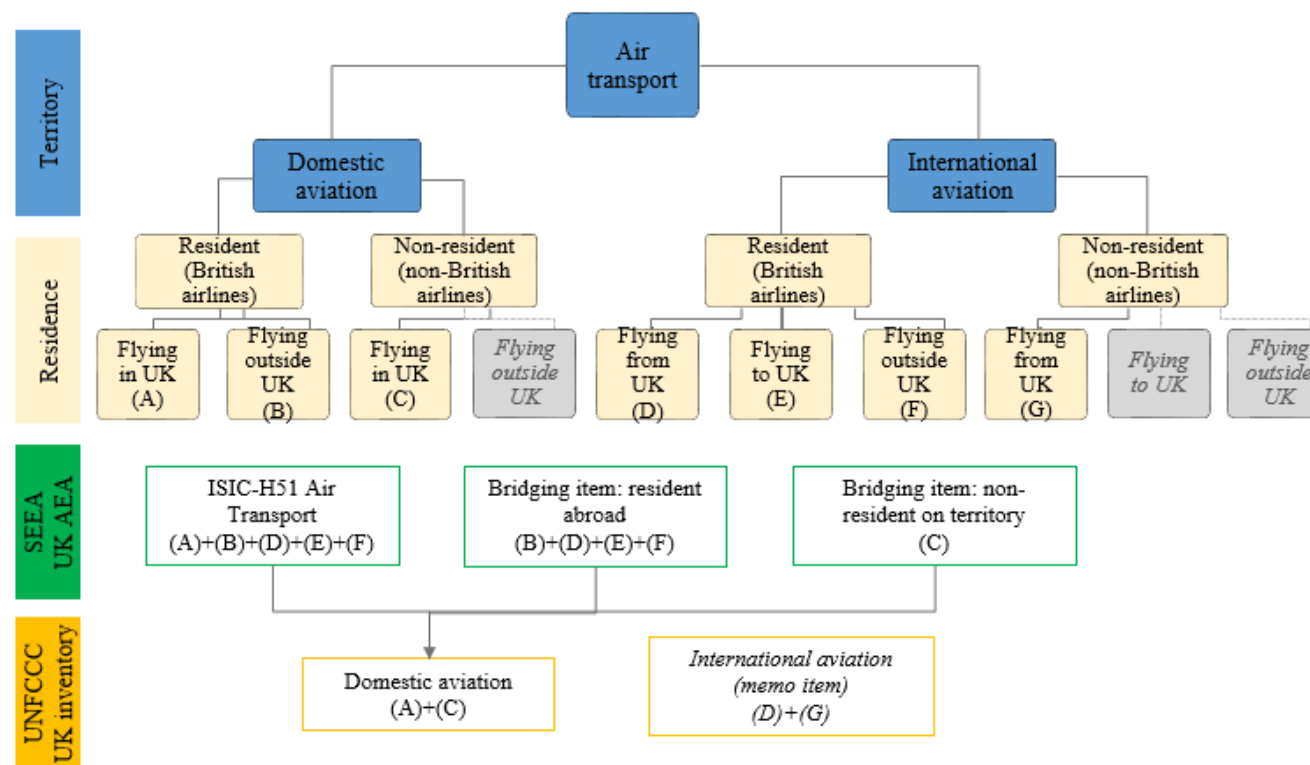 Air
transport
Territory
Domestic
aviation
International
aviation
Residence
Resident
(British
airlines)
Non-resident
(non-British
airlines)
Resident
(British
airlines)
Non-resident
(non-British
airlines)
Flying
in UK
(A)
Flying
outside
UK
(B)
Flying
in UK
(C)
Flying
outside
UK
Flying
from
UK
(D)
Flying
to UK
(E)
Flying
outside
UK
(F)
Flying
from
UK
(G)
Flying
to UK
Flying
outside
UK
SEEA
UK AEA
ISIC-H51 Air
Transport
(A)+(B)+(D)+(E)+(F)
Bridging item: resident
abroad
(B)+(D)+(E)+(F)
Bridging item: non-
resident on territory
(C)
UNFCCC
UK inventory
Domestic aviation
(A)+(C)
International aviation
(memo item)
(D)+(G)